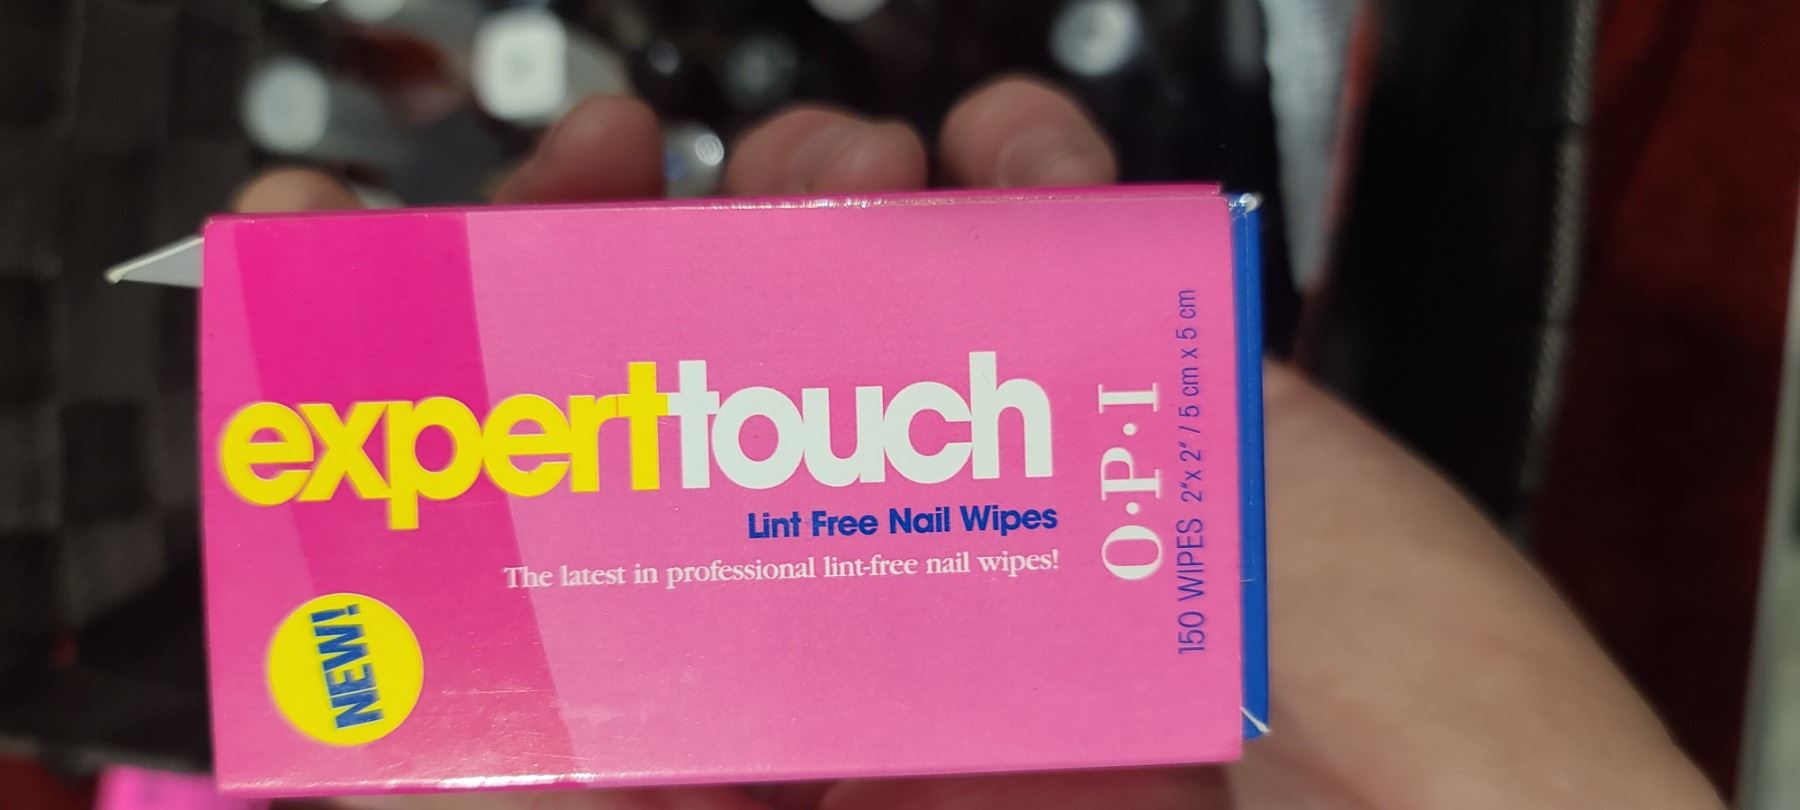 experttouch
Lint Free Nail Wipes
The latest in professional lint-free nail wipes!
NEW!
O·P·I
150 WIPES 2"x 2" / 5 cm x 5 cm